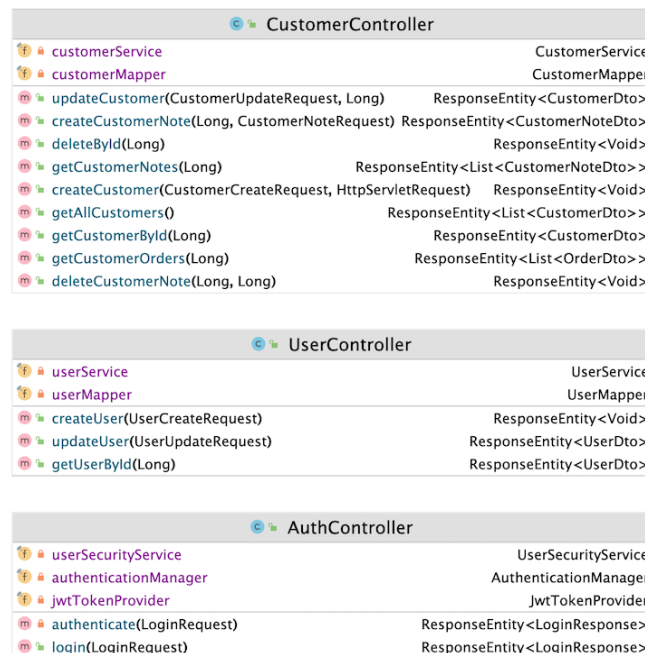 CustomerController
customerService CustomerService
customerMapper CustomerMapper
updateCustomer(CustomerUpdateRequest, Long) ResponseEntity<CustomerDto>
createCustomerNote(Long, CustomerNoteRequest) ResponseEntity<CustomerNoteDto>
deleteById(Long) ResponseEntity<Void>
getCustomerNotes(Long) ResponseEntity<List<CustomerNoteDto>>
createCustomer(CustomerCreateRequest, HttpServletRequest) ResponseEntity<Void>
getAllCustomers() ResponseEntity<List<CustomerDto>>
getCustomerById(Long) ResponseEntity<CustomerDto>
getCustomerOrders(Long) ResponseEntity<List<OrderDto>>
deleteCustomerNote(Long, Long) ResponseEntity<Void>
UserController
userService UserService
userMapper UserMapper
createUser(UserCreateRequest) ResponseEntity<Void>
updateUser(UserUpdateRequest) ResponseEntity<UserDto>
getUserById(Long) ResponseEntity<UserDto>
AuthController
userSecurityService UserSecurityService
authenticationManager AuthenticationManager
jwtTokenProvider JwtTokenProvider
authenticate(LoginRequest) ResponseEntity<LoginResponse>
login(LoginRequest) ResponseEntity<LoginResponse>